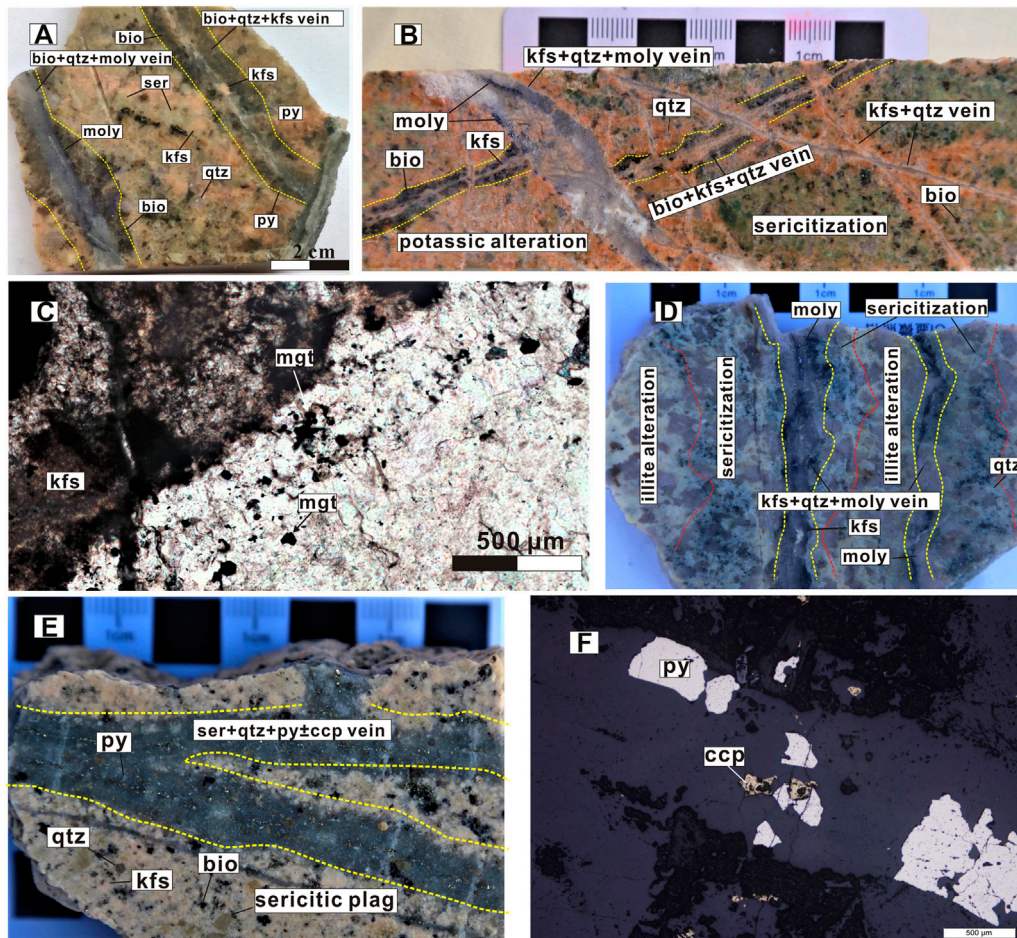 A
bio
bio+qtz+kfs vein
bio+qtz+moly vein
ser
kfs
moly
py
kfs
qtz
bio
py
2 cm
B
1cm
kfs+qtz+moly vein
moly
qtz
kfs+qtz vein
kfs
bio
bio+kfs+qtz vein
bio
potassic alteration
sericitization
C
mgt
kfs
mgt
500 μm
1cm
1cm
D
moly
sericitization
illite alteration
sericitization
illite alteration
qtz
kfs+qtz+moly vein
kfs
moly
E
1cm
1cm
ser+qtz+py±ccp vein
py
qtz
kfs
bio
sericitic plag
F
py
ccp
500 μm